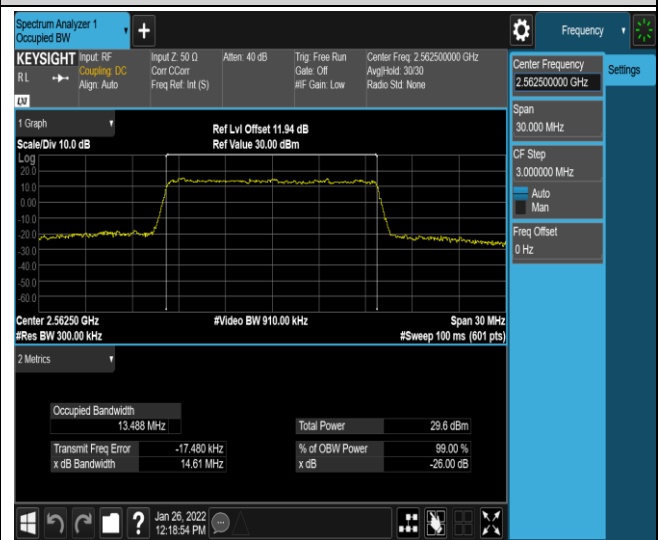 Spectrum Analyzer 1
Occupied BW
+
Frequency
KEYSIGHT
RL
LXI
Input: RF
Coupling: DC
Align: Auto
Input Z: 50 Ω
Corr CCorr
Freq Ref: Int (S)
Atten: 40 dB
Trig: Free Run
Gate: Off
#IF Gain: Low
Center Freq: 2.562500000 GHz
Avg|Hold: 30/30
Radio Std: None
Center Frequency
2.562500000 GHz
Settings
Span
30.000 MHz
CF Step
3.000000 MHz
Auto
Man
Freq Offset
0 Hz
1 Graph
Scale/Div 10.0 dB
Ref Lvl Offset 11.94 dB
Ref Value 30.00 dBm
Log
20.0
10.0
0.00
-10.0
-20.0
-30.0
-40.0
-50.0
-60.0
Center 2.56250 GHz
#Video BW 910.00 kHz
Span 30 MHz
#Res BW 300.00 kHz
#Sweep 100 ms (601 pts)
2 Metrics
Occupied Bandwidth
13.488 MHz
Total Power 29.6 dBm
Transmit Freq Error -17.480 kHz
% of OBW Power 99.00 %
x dB Bandwidth 14.61 MHz
x dB -26.00 dB
?
Jan 26, 2022
12:18:54 PM